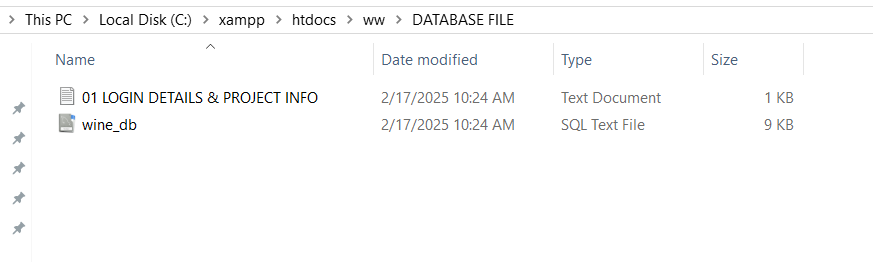 This PC > Local Disk (C:) > xampp > htdocs > ww > DATABASE FILE
Name Date modified Type Size
01 LOGIN DETAILS & PROJECT INFO 2/17/2025 10:24 AM Text Document 1 KB
wine_db 2/17/2025 10:24 AM SQL Text File 9 KB